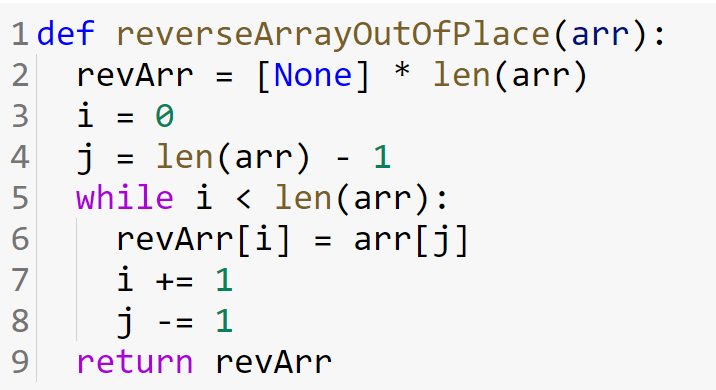 1 def reverseArrayOutOfPlace(arr):
2   revArr = [None] * len(arr)
3   i = 0
4   j = len(arr) - 1
5   while i < len(arr):
6     revArr[i] = arr[j]
7     i += 1
8     j -= 1
9   return revArr